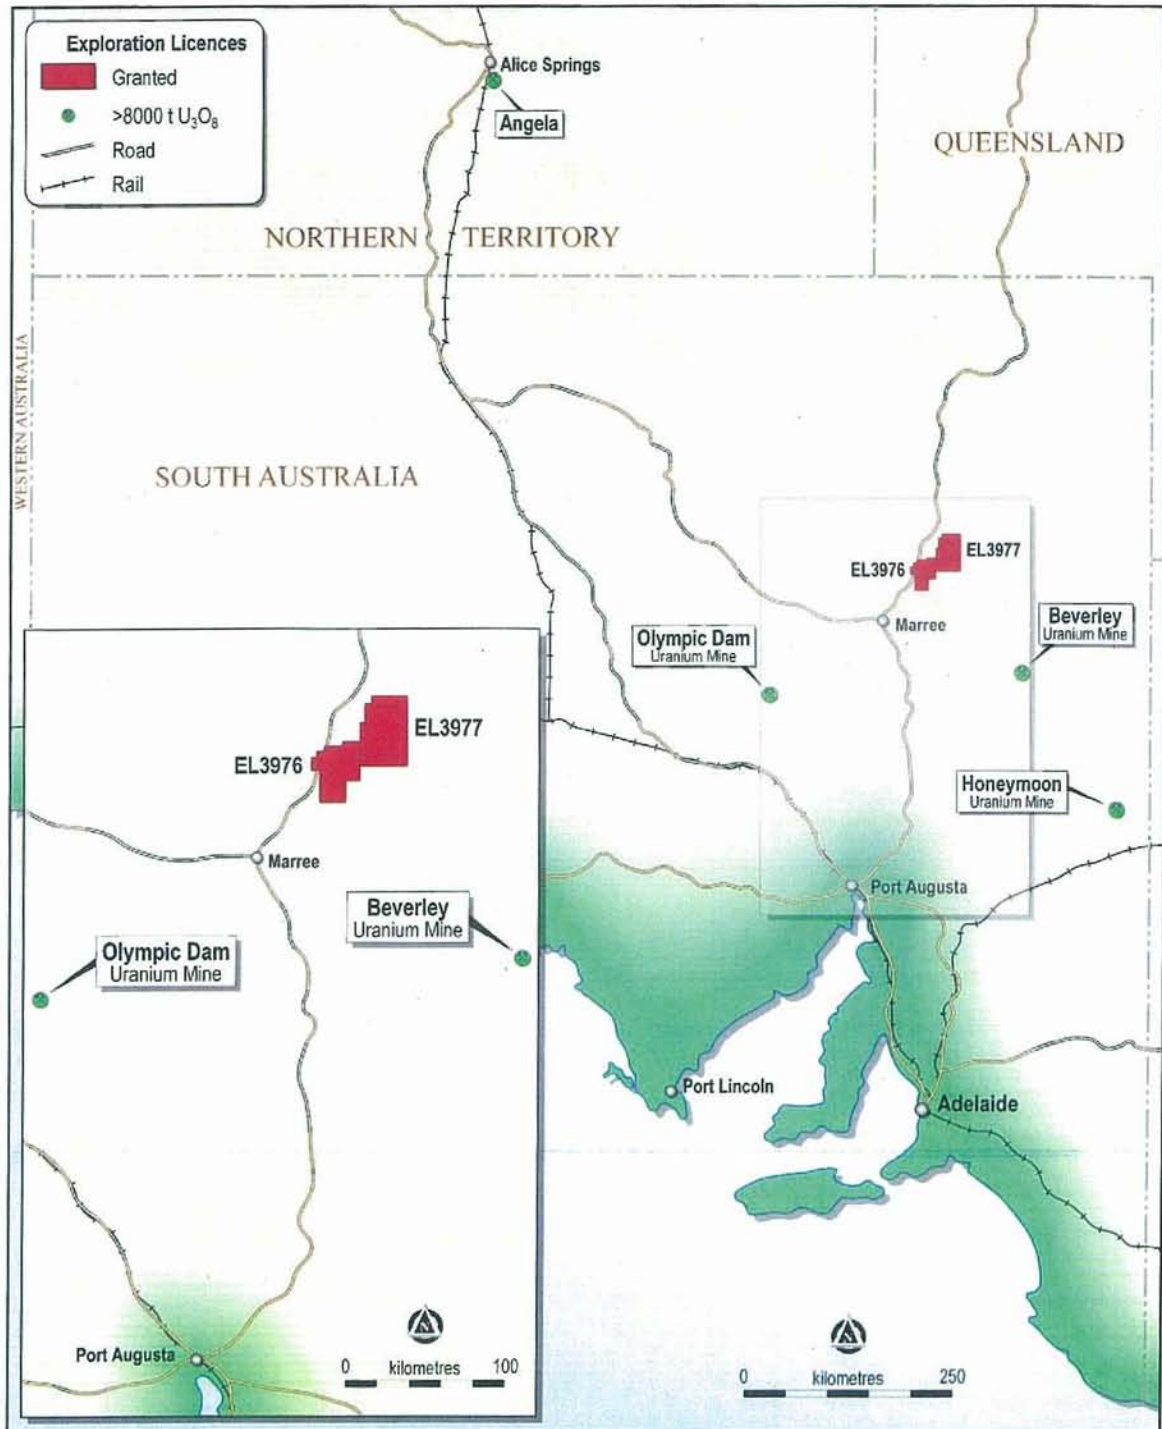 Exploration Licences
Granted
>8000 t U₃O₈
Road
Rail
Alice Springs
Angela
QUEENSLAND
NORTHERN TERRITORY
WESTERN AUSTRALIA
SOUTH AUSTRALIA
EL3977
EL3976
Marree
Beverley
Uranium Mine
Olympic Dam
Uranium Mine
Honeymoon
Uranium Mine
Port Augusta
Port Lincoln
Adelaide
0 kilometres 250
EL3977
EL3976
Marree
Beverley
Uranium Mine
Olympic Dam
Uranium Mine
Port Augusta
0 kilometres 100